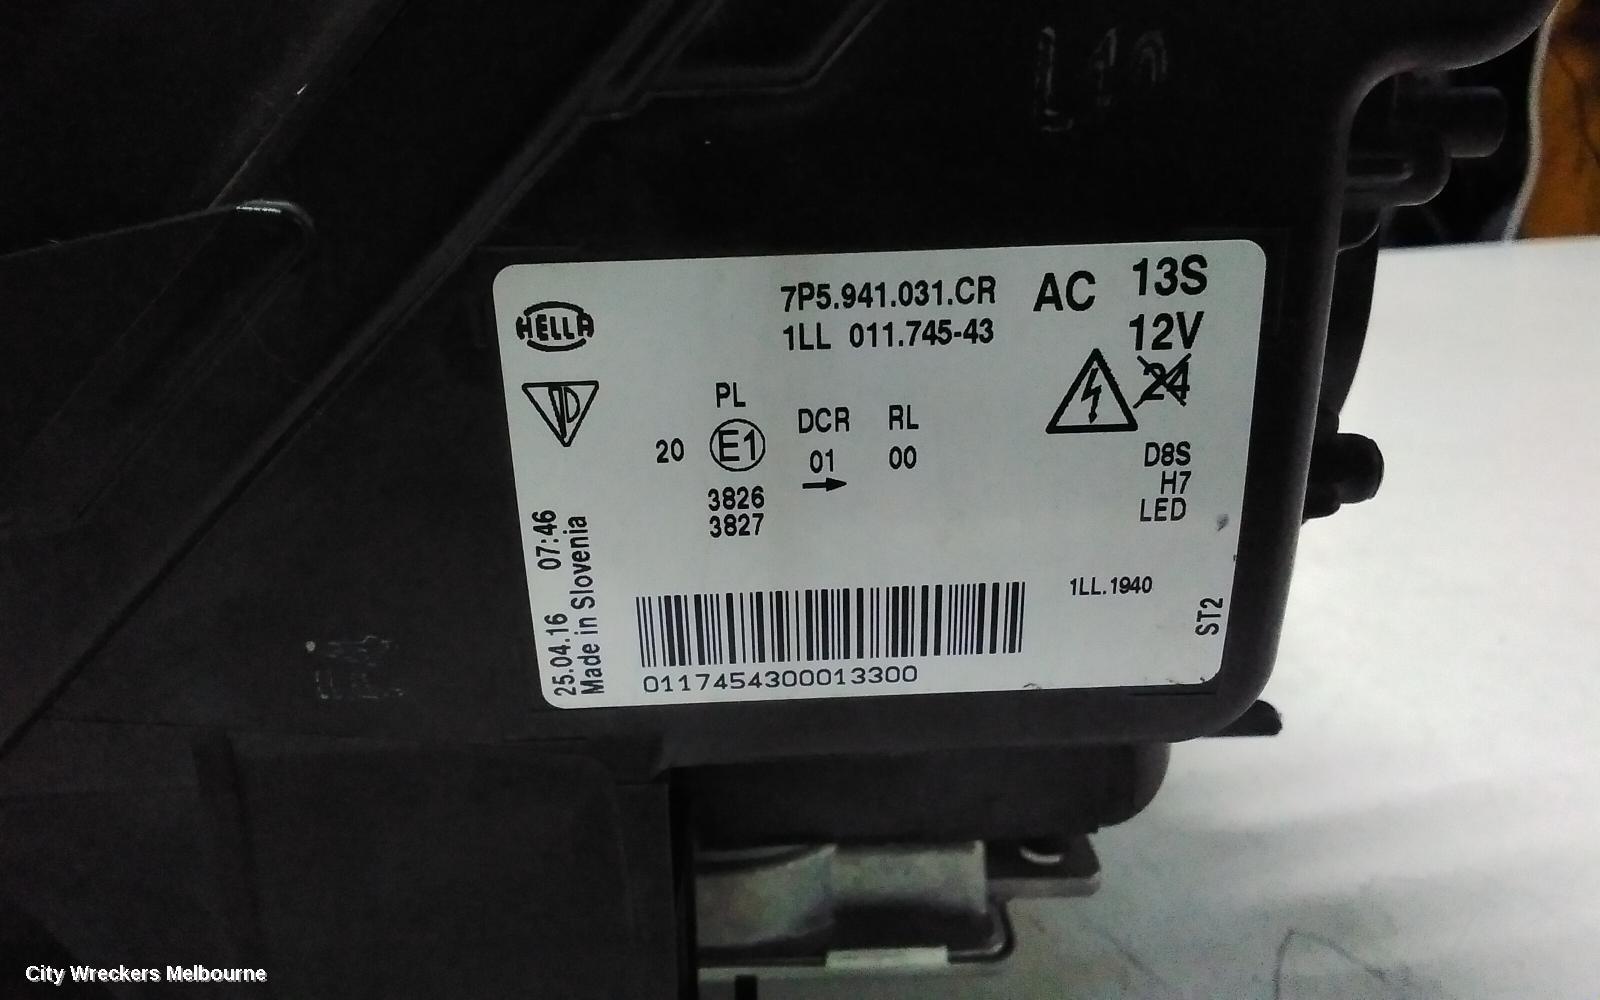 HELLA
7P5.941.031.CR
1LL 011.745-43
AC
13S
12V
24
PL
20 E1
3826
3827
DCR
01
RL
00
D8S
H7
LED
1LL.1940
ST2
25.04.16 07:46
Made in Slovenia
0117454300013300
City Wreckers Melbourne